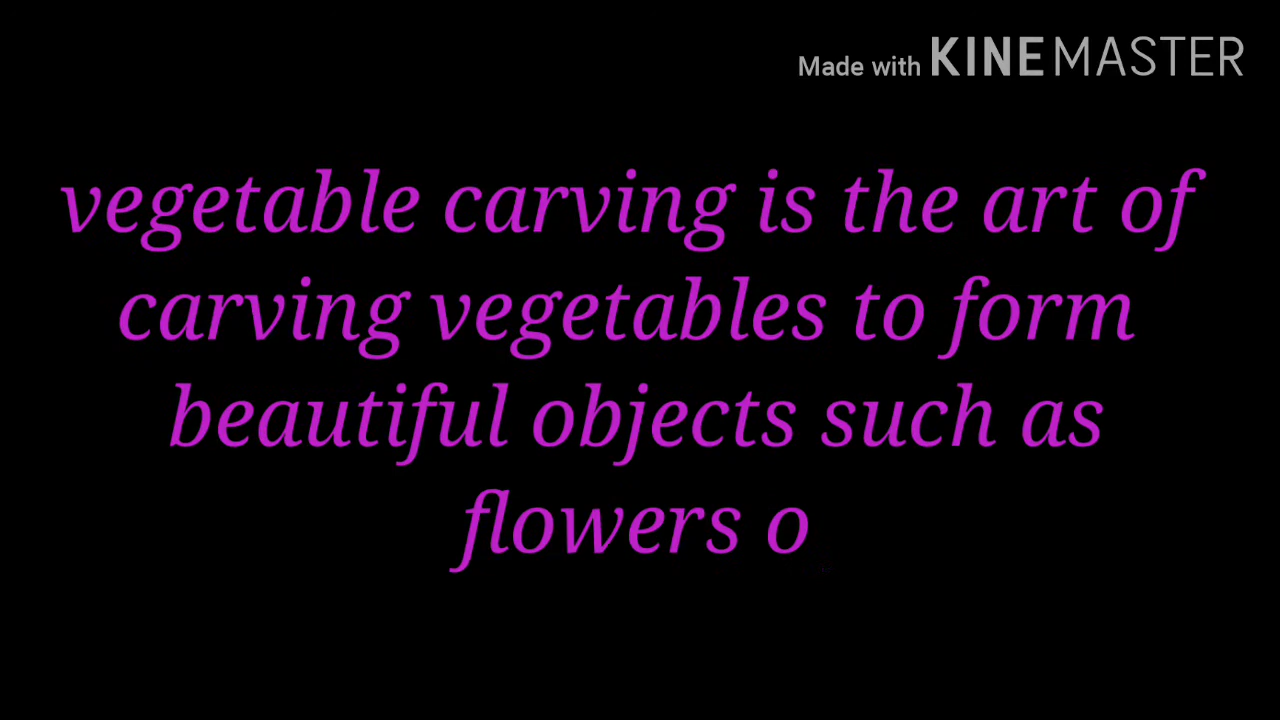 Made with KINEMASTER
vegetable carving is the art of
carving vegetables to form
beautiful objects such as
flowers o